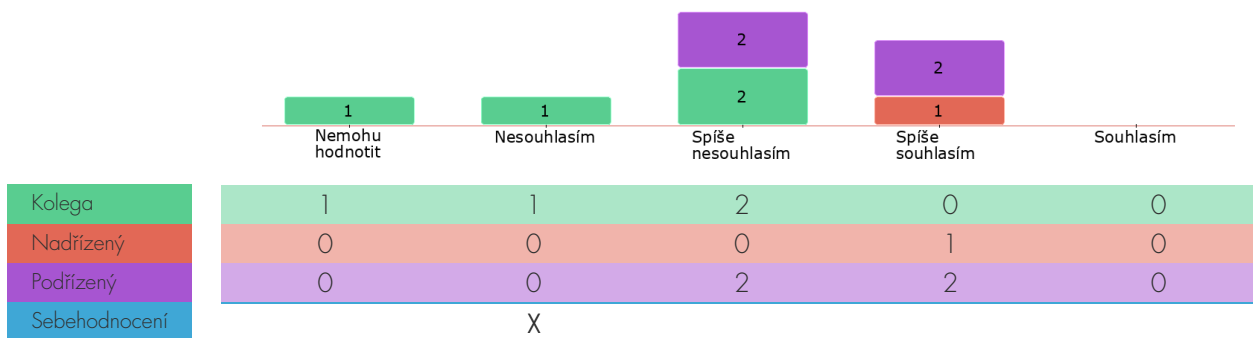 2
2
1
1
2
1
Nemohu
hodnotit
Nesouhlasím
Spíše
nesouhlasím
Spíše
souhlasím
Souhlasím
Kolega 1 1 2 0 0
Nadřízený 0 0 0 1 0
Podřízený 0 0 2 2 0
Sebehodnocení X